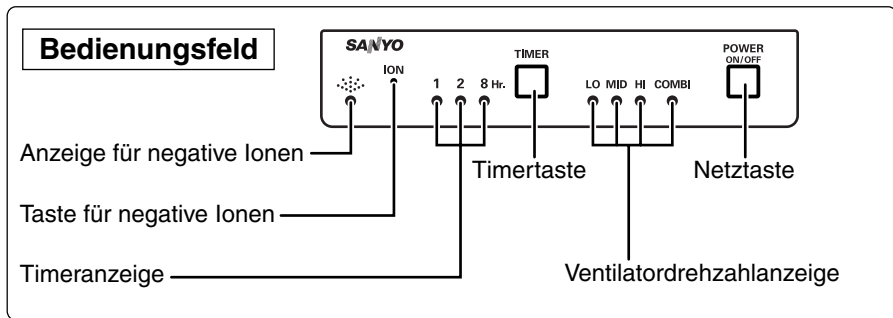 Bedienungsfeld
SANYO
ION
1 2 8 Hr.
TIMER
LO MID HI COMBI
POWER
ON/OFF
Anzeige für negative Ionen
Taste für negative Ionen
Timeranzeige
Timertaste
Netztaste
Ventilatordrehzahlanzeige